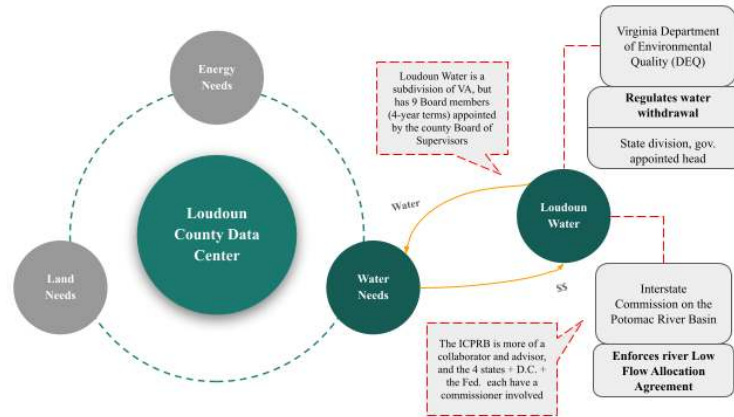 Energy
Needs
Loudoun
County Data
Center
Land
Needs
Water
Needs
Water
$$
Loudoun Water is a
subdivision of VA, but
has 9 Board members
(4-year terms) appointed
by the county Board of
Supervisors
Loudoun
Water
Virginia Department
of Environmental
Quality (DEQ)
Regulates water
withdrawal
State division, gov.
appointed head
Interstate
Commission on the
Potomac River Basin
Enforces river Low
Flow Allocation
Agreement
The ICPRB is more of a
collaborator and advisor,
and the 4 states + D.C. +
the Fed. each have a
commissioner involved